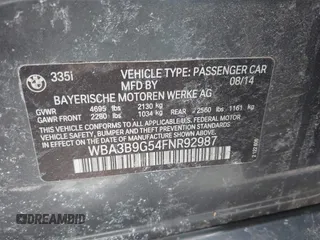 335i
VEHICLE TYPE: PASSENGER CAR
MFD BY
08/14
BAYERISCHE MOTOREN WERKE AG
GVWR 4699 lbs 2130 kg
GAWR FRONT 2280 lbs 1034 kg REAR 2560 lbs 1161 kg
THIS VEHICLE CONFORMS TO ALL APPLICABLE
U.S. FEDERAL MOTOR VEHICLE SAFETY, BUMPER,
AND THEFT PREVENTION STANDARDS IN EFFECT
ON THE DATE OF MANUFACTURE SHOWN ABOVE.
WBA3B9G54FNR92987
DREAMBID